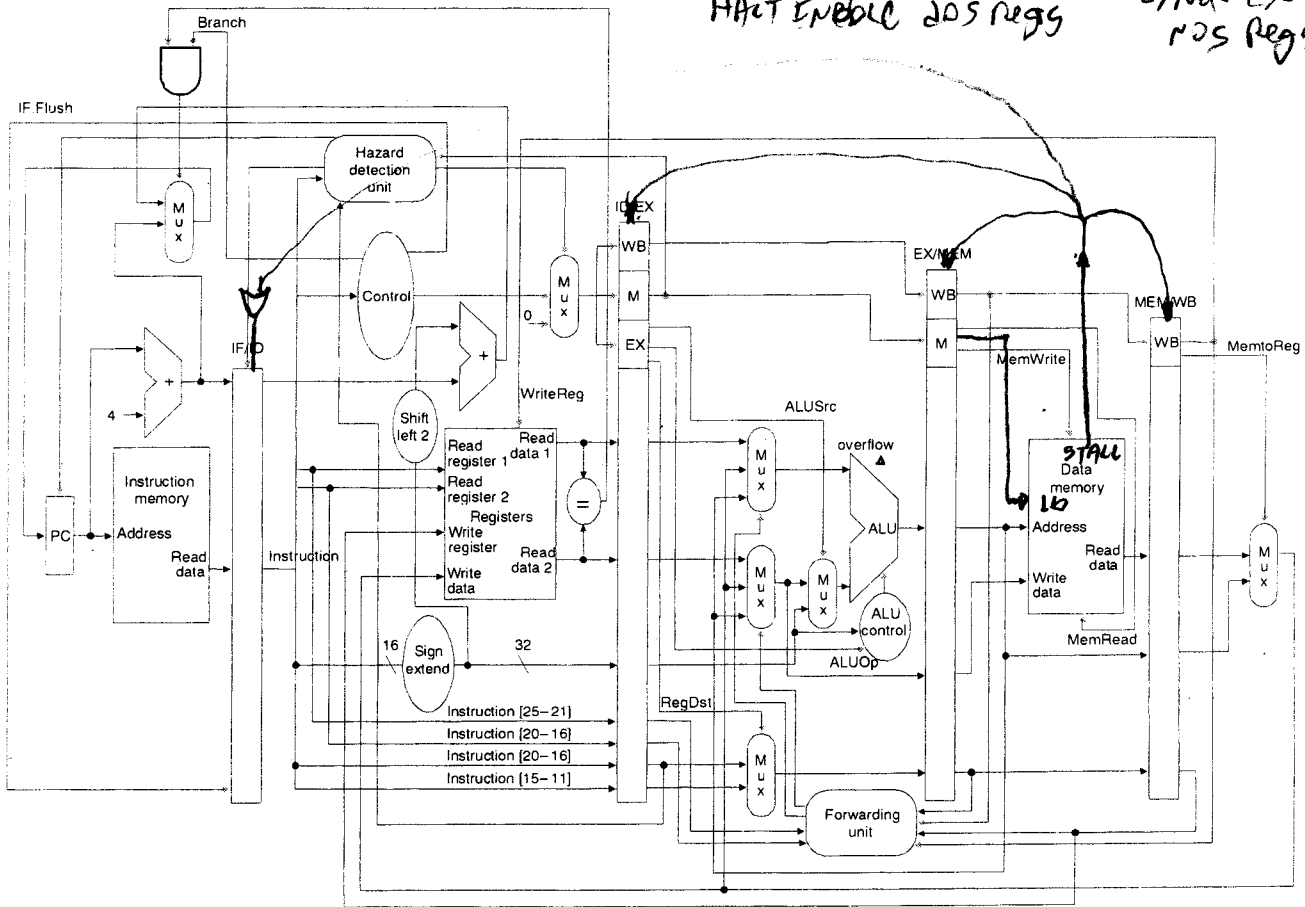 HALT ENABLE DOS Regs
NOS Regs
Branch
IF.Flush
Hazard
detection
unit
M
u
x
ID/EX
WB
M
EX
Control
M
u
x
0
EX/MEM
WB
M
MEM/WB
WB
MemtoReg
MemWrite
IF/ID
+
4
+
Shift
left 2
WriteReg
ALUSrc
overflow
STALL
Data
memory
Instruction
memory
Address
Read
data
PC
Instruction
Read
register 1
Read
register 2
Registers
Write
register
Write
data
Read
data 1
Read
data 2
=
M
u
x
M
u
x
M
u
x
ALU
ALU
control
ALUOp
Address
Write
data
Read
data
MemRead
M
u
x
16
Sign
extend
32
RegDst
Instruction [25–21]
Instruction [20–16]
Instruction [20–16]
Instruction [15–11]
M
u
x
Forwarding
unit